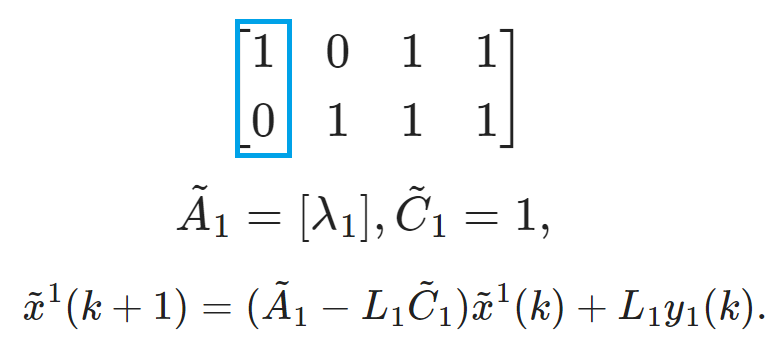 [1 0 1 1]
[0 1 1 1]
Ã₁ = [λ₁], C̃₁ = 1,
x̃¹(k + 1) = (Ã₁ − L₁C̃₁)x̃¹(k) + L₁y₁(k).